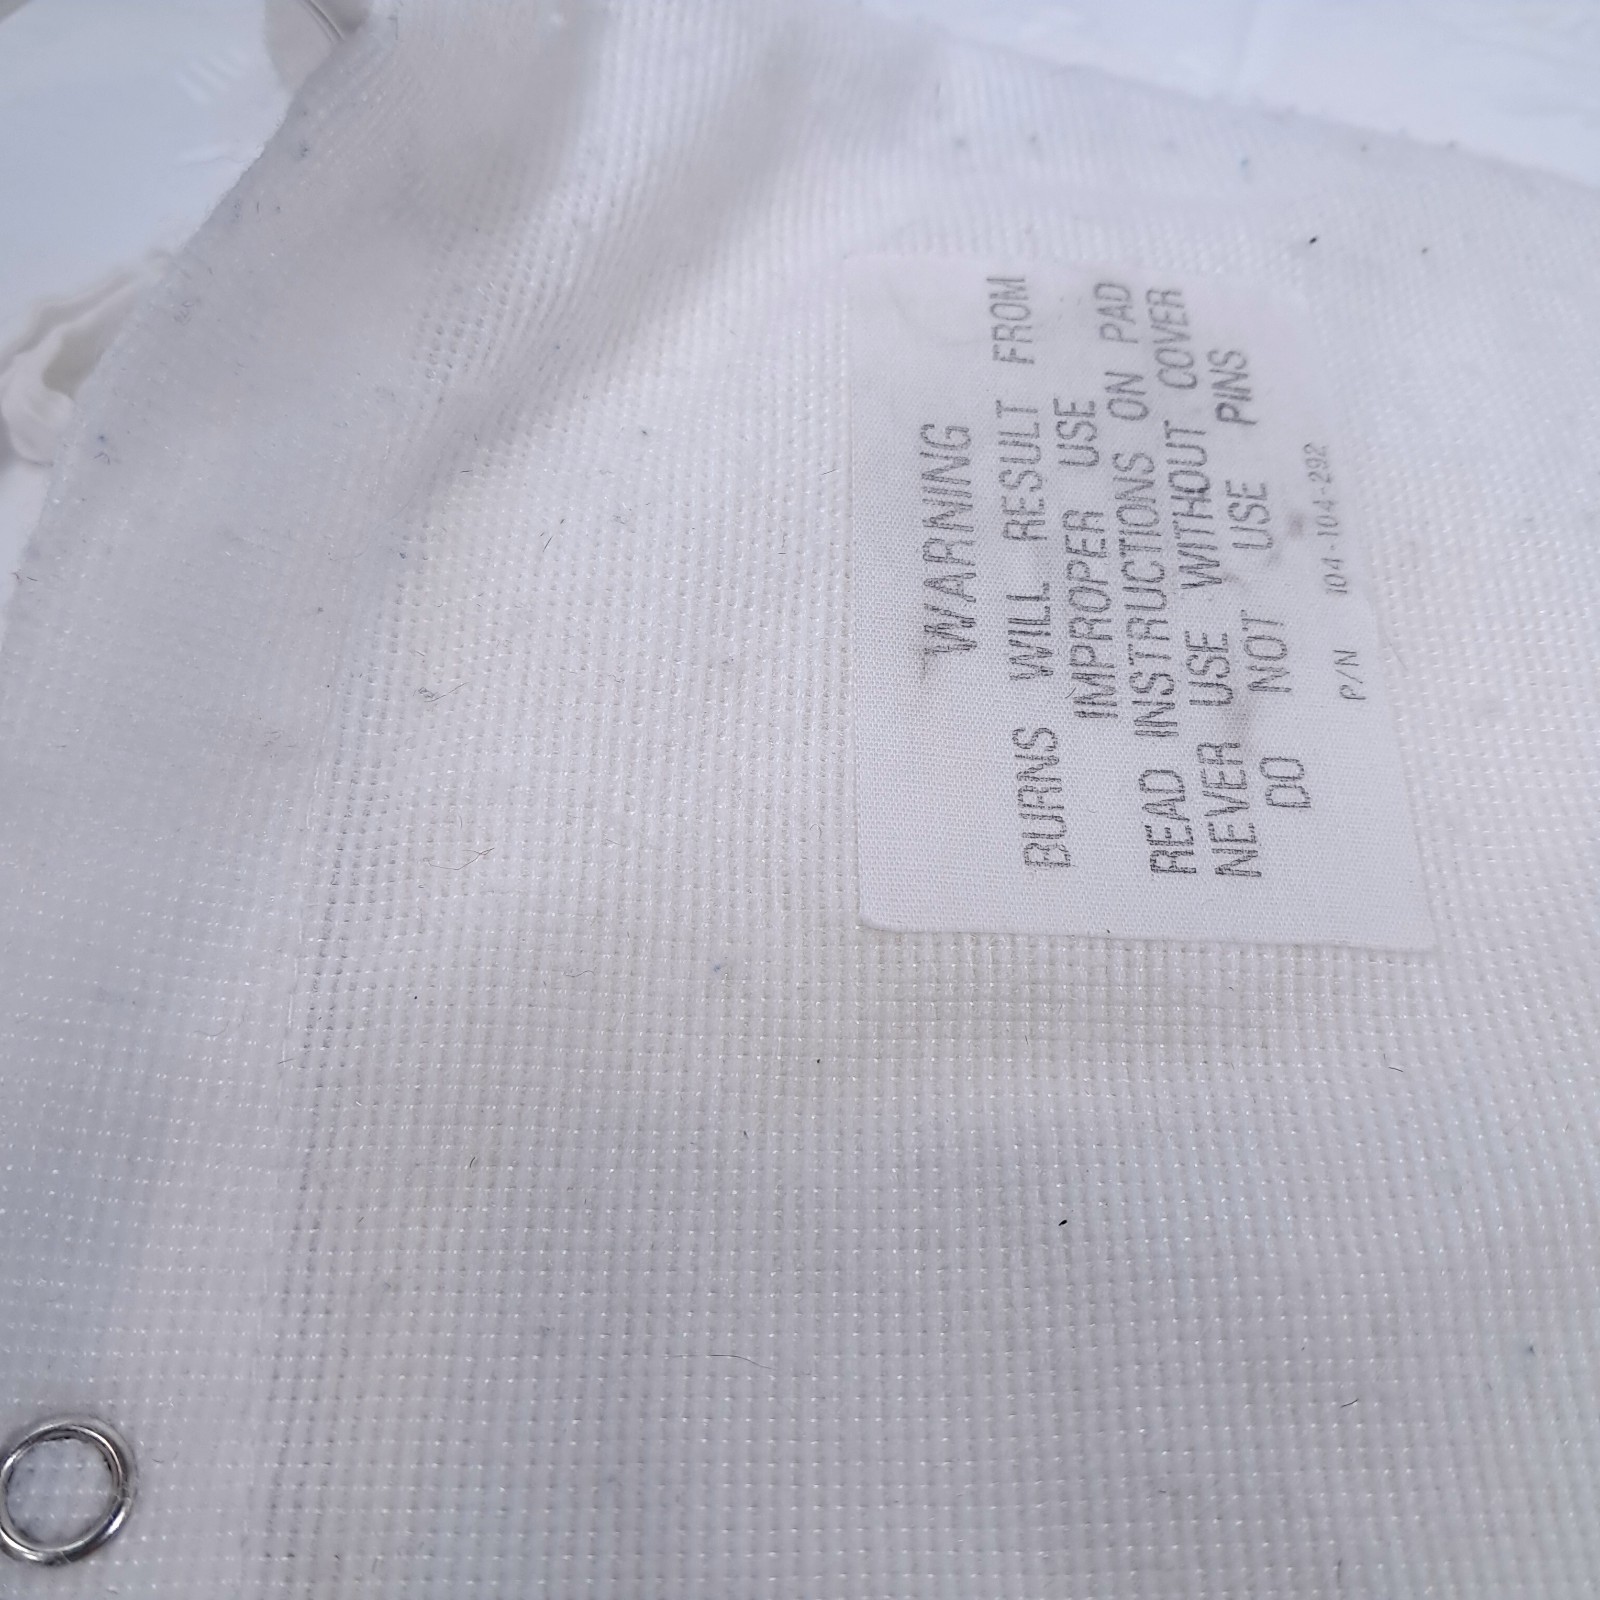 WARNING
BURNS WILL RESULT FROM
IMPROPER USE
READ INSTRUCTIONS ON PAD
NEVER USE WITHOUT COVER
DO NOT USE PINS
P/N 104-104-292